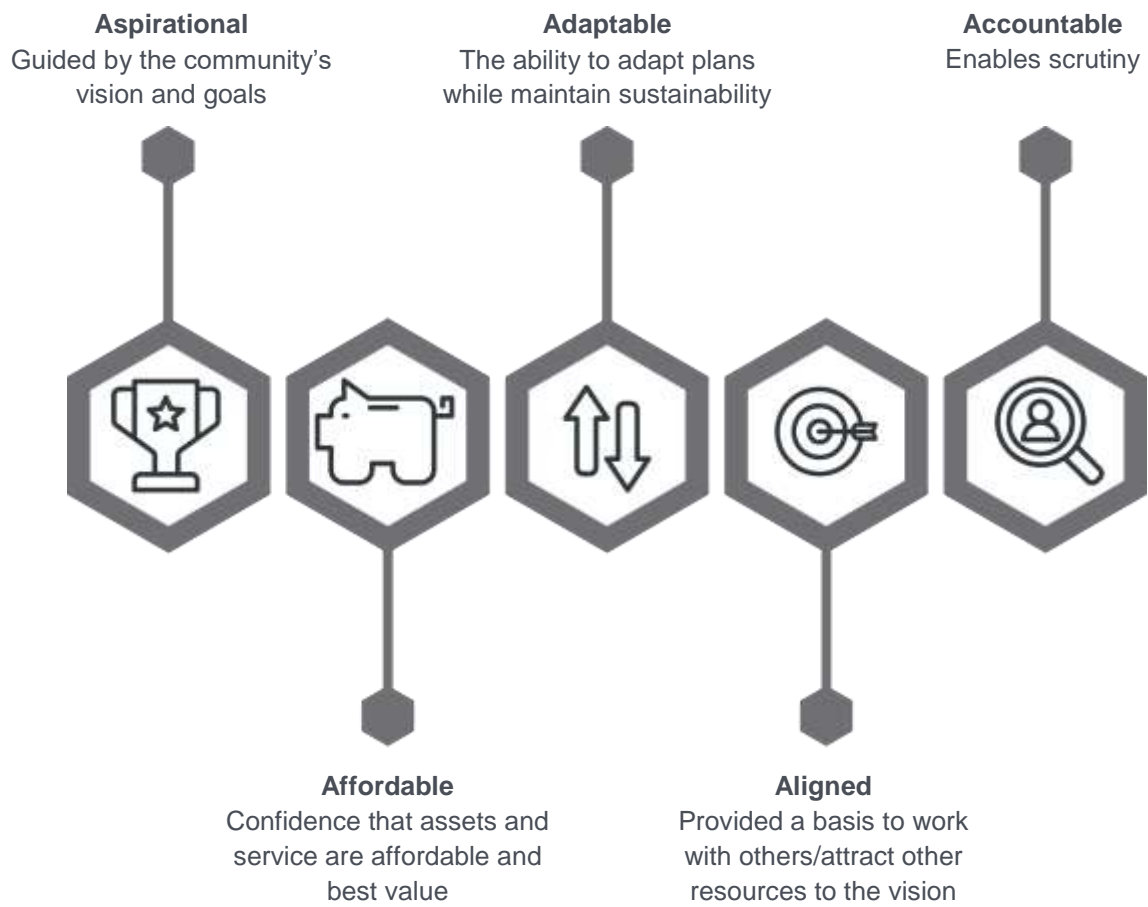 Aspirational
Guided by the community’s
vision and goals
Adaptable
The ability to adapt plans
while maintain sustainability
Accountable
Enables scrutiny
Affordable
Confidence that assets and
service are affordable and
best value
Aligned
Provided a basis to work
with others/attract other
resources to the vision